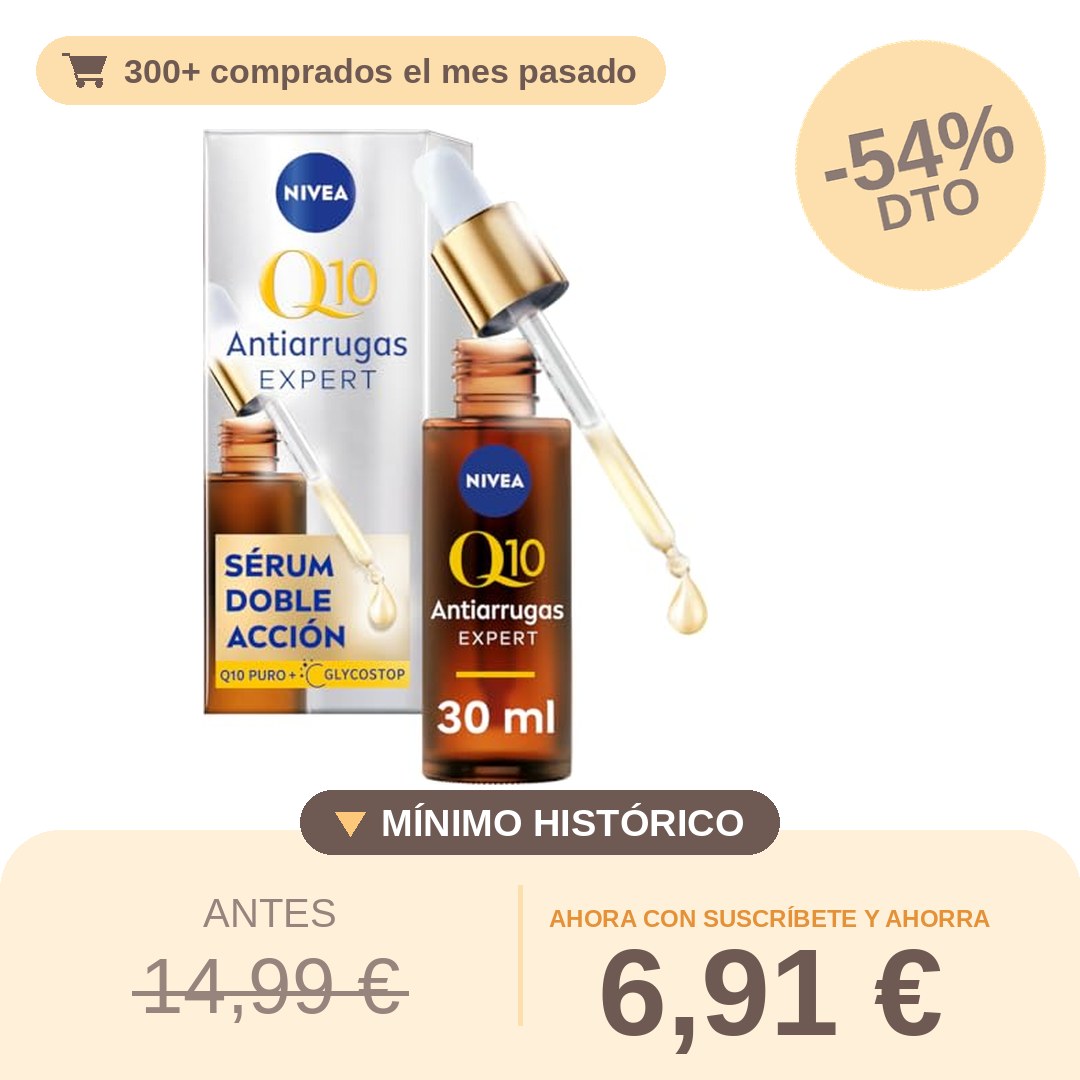 300+ comprados el mes pasado
-54%
DTO
NIVEA
Q10
Antiarrugas
EXPERT
SÉRUM
DOBLE
ACCIÓN
Q10 PURO + GLYCOSTOP
NIVEA
Q10
Antiarrugas
EXPERT
30 ml
MÍNIMO HISTÓRICO
ANTES
14,99 €
AHORA CON SUSCRÍBETE Y AHORRA
6,91 €